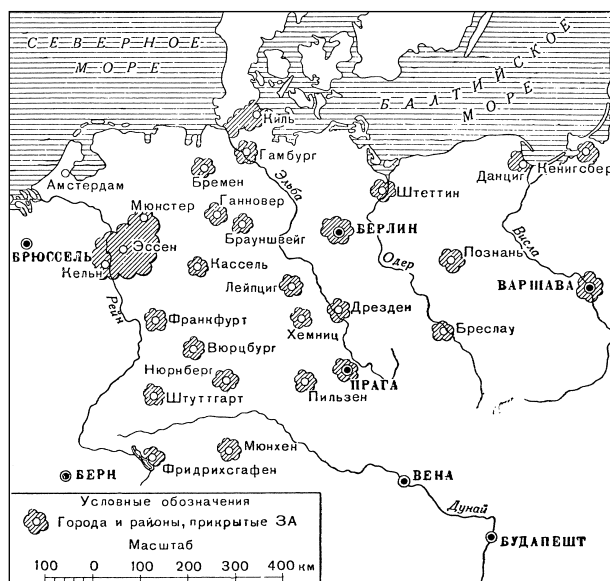 СЕВЕРНОЕ
МОРЕ
БАЛТИЙСКОЕ
МОРЕ
Киль
Гамбург
Эльба
Бремен
Амстердам
Мюнстер
Ганновер
Брауншвейг
БЕРЛИН
Штеттин
Данциг
Кенигсберг
Висла
БРЮССЕЛЬ
Эссен
Кельн
Кассель
Одер
Познань
ВАРШАВА
Лейпциг
Рейн
Франкфурт
Хемниц
Дрезден
Бреслау
Вюрцбург
Нюрнберг
ПРАГА
Штуттгарт
Пильзен
Мюнхен
Фридрихсгафен
БЕРН
ВЕНА
Дунай
БУДАПЕШТ
Условные обозначения
Города и районы, прикрытые ЗА
Масштаб
100 0 100 200 300 400 км